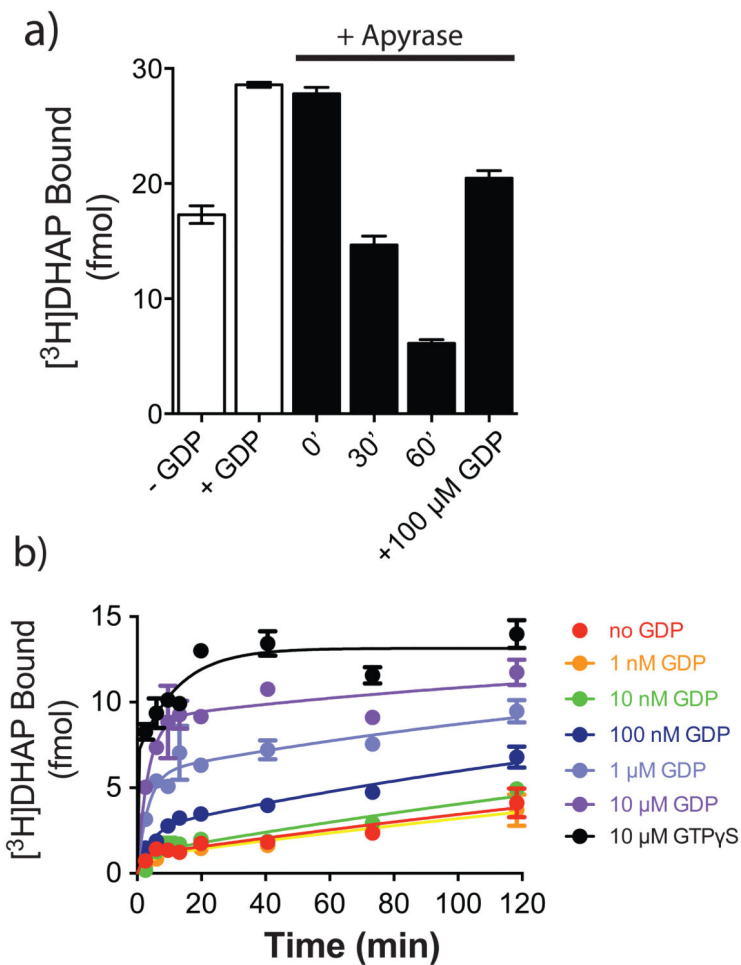 a)
+ Apyrase
[³H]DHAP Bound
(fmol)
30
20
10
0
- GDP
+ GDP
0'
30'
60'
+100 µM GDP
b)
[³H]DHAP Bound
(fmol)
15
10
5
0
0
20
40
60
80
100
120
Time (min)
no GDP
1 nM GDP
10 nM GDP
100 nM GDP
1 µM GDP
10 µM GDP
10 µM GTPγS